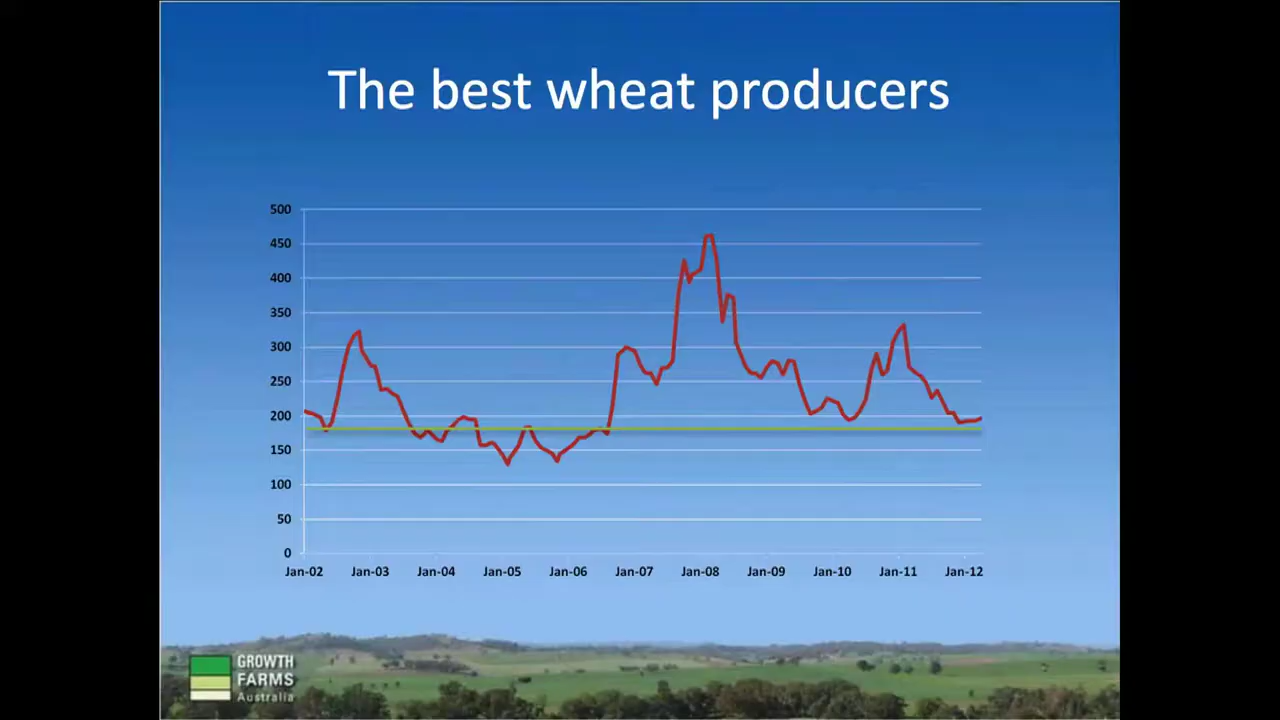 The best wheat producers
500
450
400
350
300
250
200
150
100
50
0
Jan-02 Jan-03 Jan-04 Jan-05 Jan-06 Jan-07 Jan-08 Jan-09 Jan-10 Jan-11 Jan-12
GROWTH
FARMS
Australia